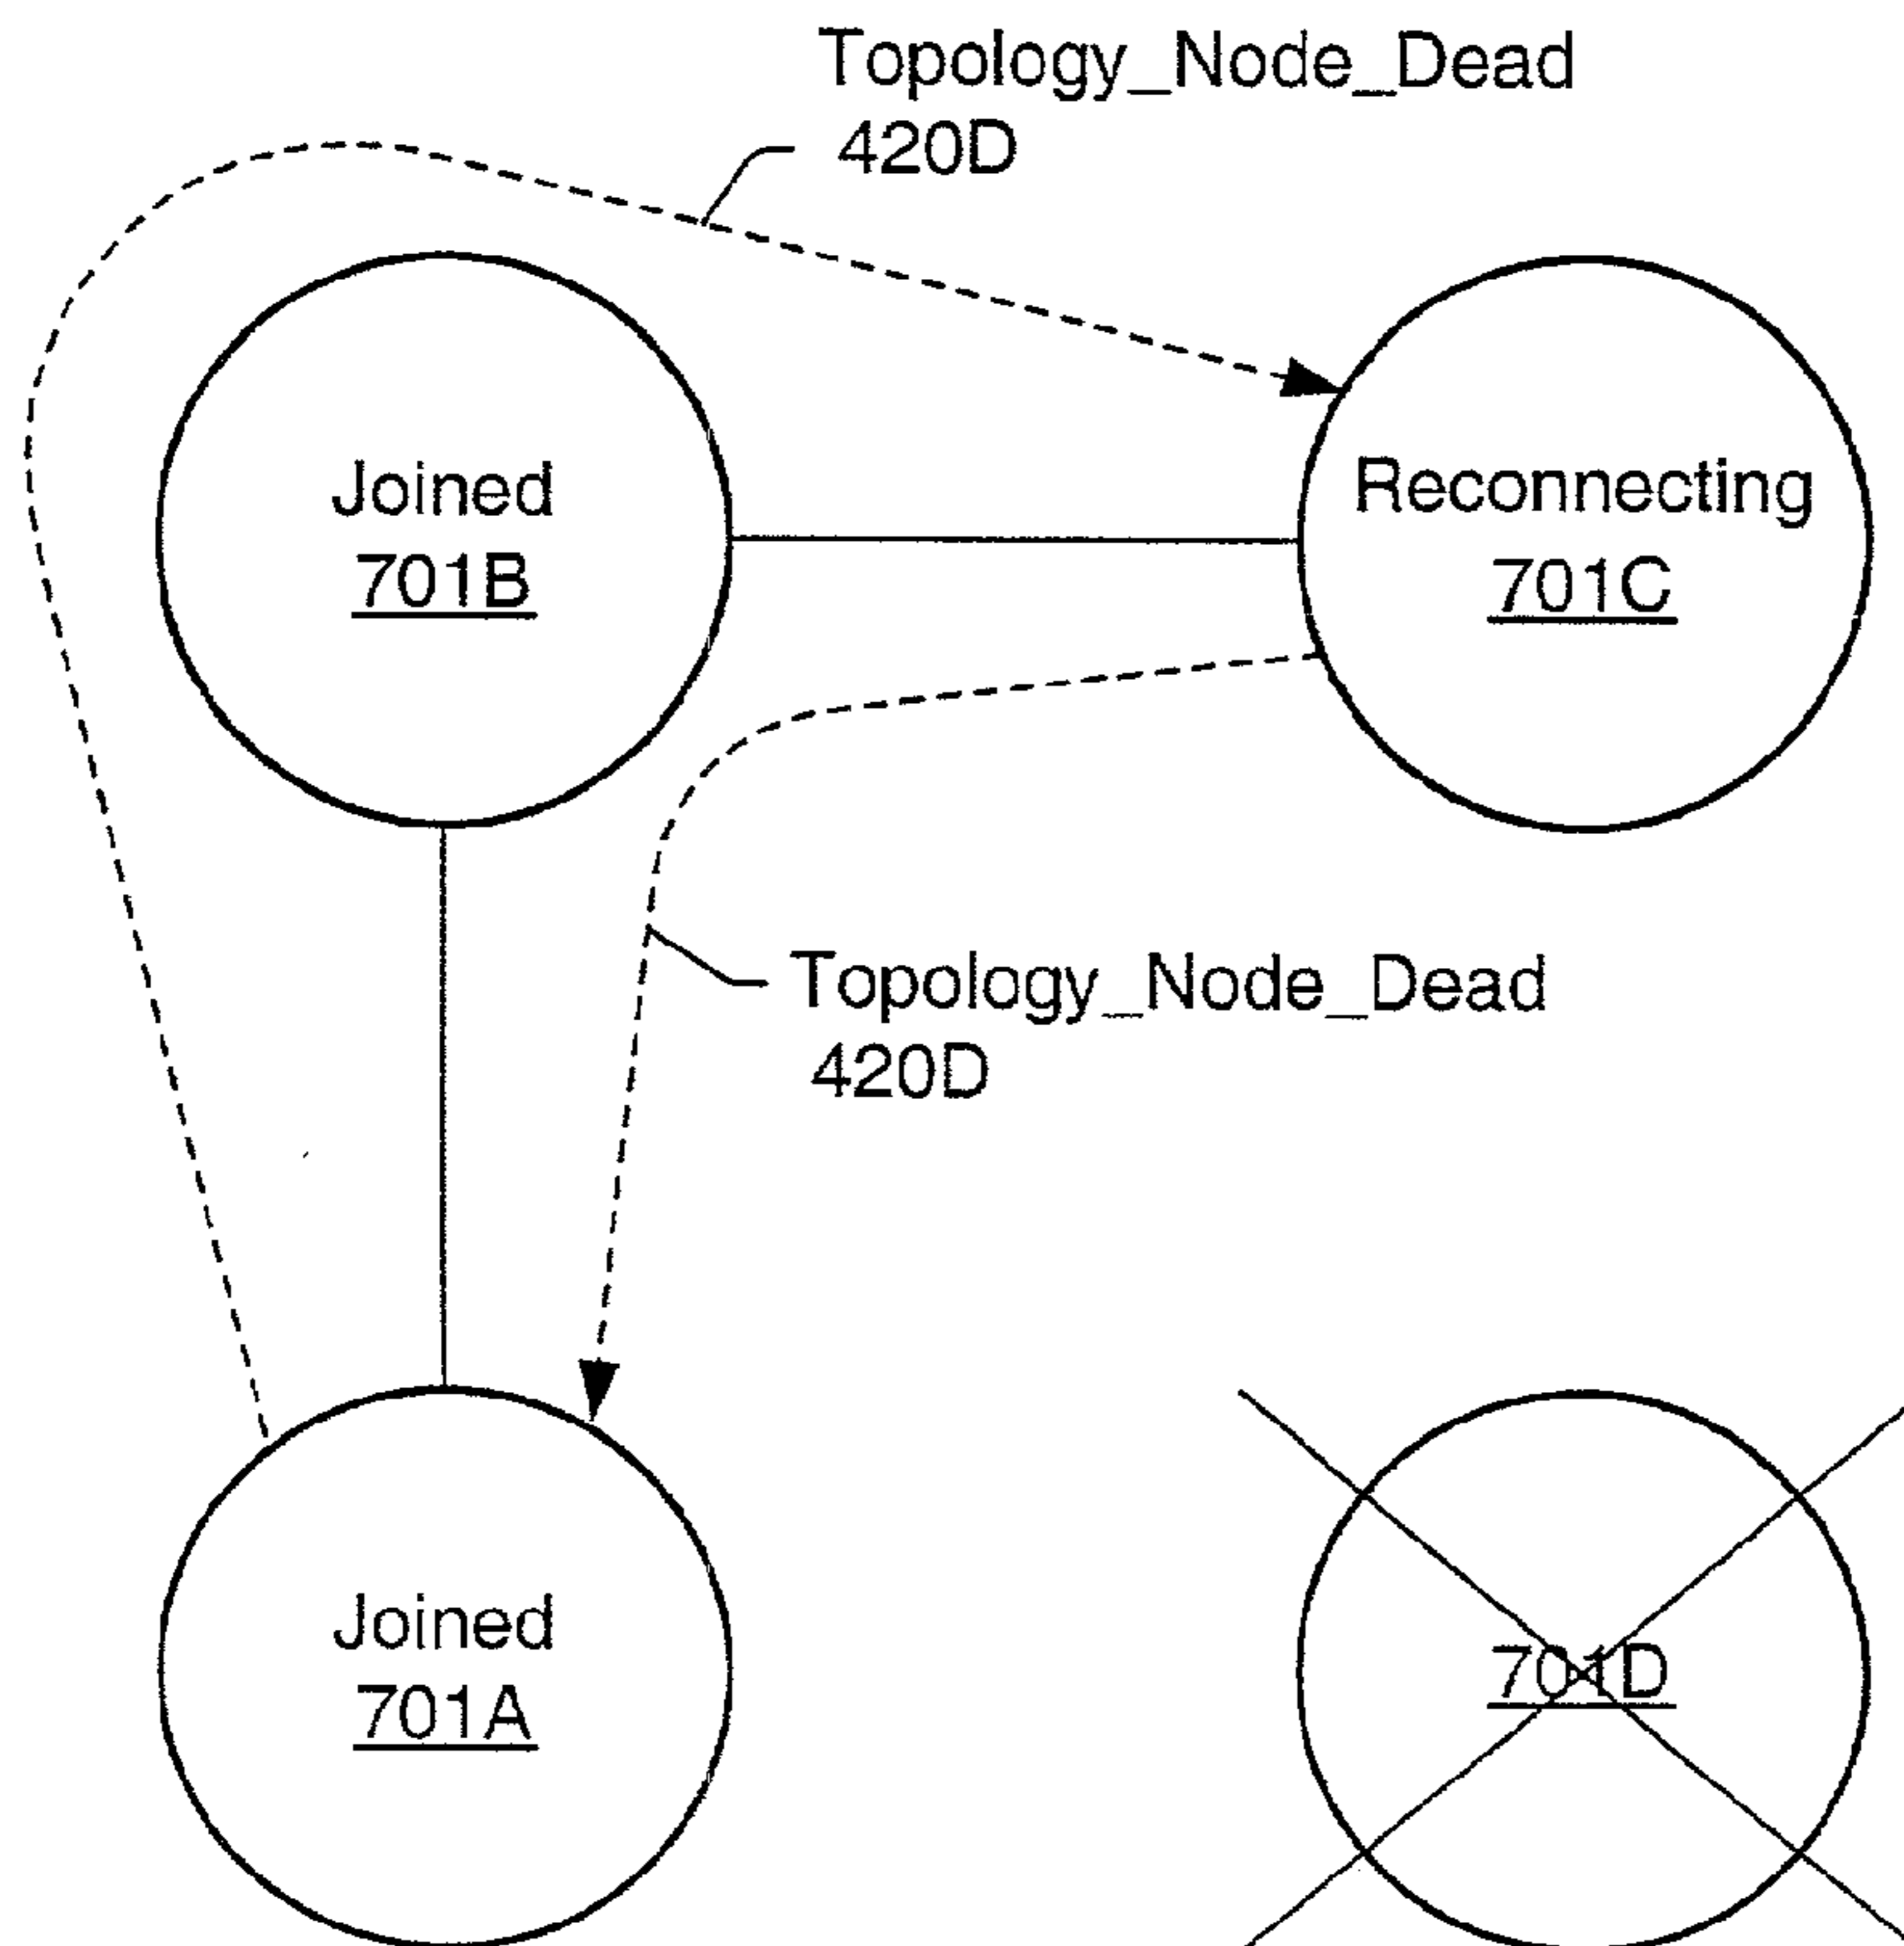 Topology_Node_Dead
420D
Joined
701B
Reconnecting
701C
Topology_Node_Dead
420D
Joined
701A
701D